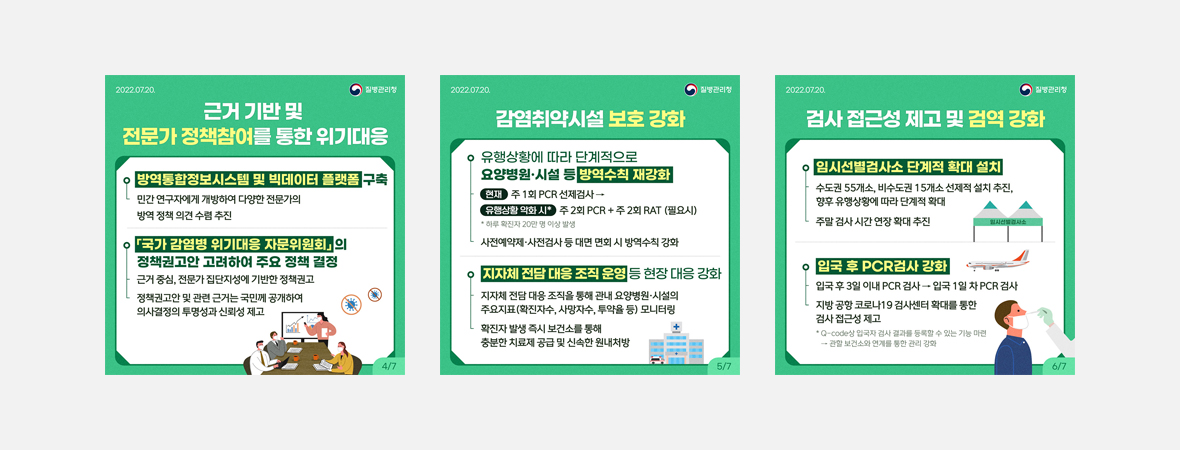 2022.07.20.
질병관리청
근거 기반 및
전문가 정책참여를 통한 위기대응
방역통합정보시스템 및 빅데이터 플랫폼 구축
민간 연구자에게 개방하여 다양한 전문가의
방역 정책 의견 수렴 추진
「국가 감염병 위기대응 자문위원회」의
정책권고안 고려하여 주요 정책 결정
근거 중심, 전문가 집단지성에 기반한 정책권고
정책권고안 및 관련 근거는 국민께 공개하여
의사결정의 투명성과 신뢰성 제고
4/7
2022.07.20.
질병관리청
감염취약시설 보호 강화
유행상황에 따라 단계적으로
요양병원·시설 등 방역수칙 재강화
현재 주 1회 PCR 선제검사 →
유행상황 악화 시* 주 2회 PCR + 주 2회 RAT (필요시)
* 하루 확진자 20만 명 이상 발생
사전예약제·사전검사 등 대면 면회 시 방역수칙 강화
지자체 전담 대응 조직 운영 등 현장 대응 강화
지자체 전담 대응 조직을 통해 관내 요양병원·시설의
주요지표(확진자수, 사망자수, 투약율 등) 모니터링
확진자 발생 즉시 보건소를 통해
충분한 치료제 공급 및 신속한 원내처방
5/7
2022.07.20.
질병관리청
검사 접근성 제고 및 검역 강화
임시선별검사소 단계적 확대 설치
수도권 55개소, 비수도권 15개소 선제적 설치 추진,
향후 유행상황에 따라 단계적 확대
주말 검사 시간 연장 확대 추진
임시선별검사소
입국 후 PCR검사 강화
입국 후 3일 이내 PCR 검사 → 입국 1일 차 PCR 검사
지방 공항 코로나19 검사센터 확대를 통한
검사 접근성 제고
* Q-code상 입국자 검사 결과를 등록할 수 있는 기능 마련
→ 관할 보건소와 연계를 통한 관리 강화
6/7